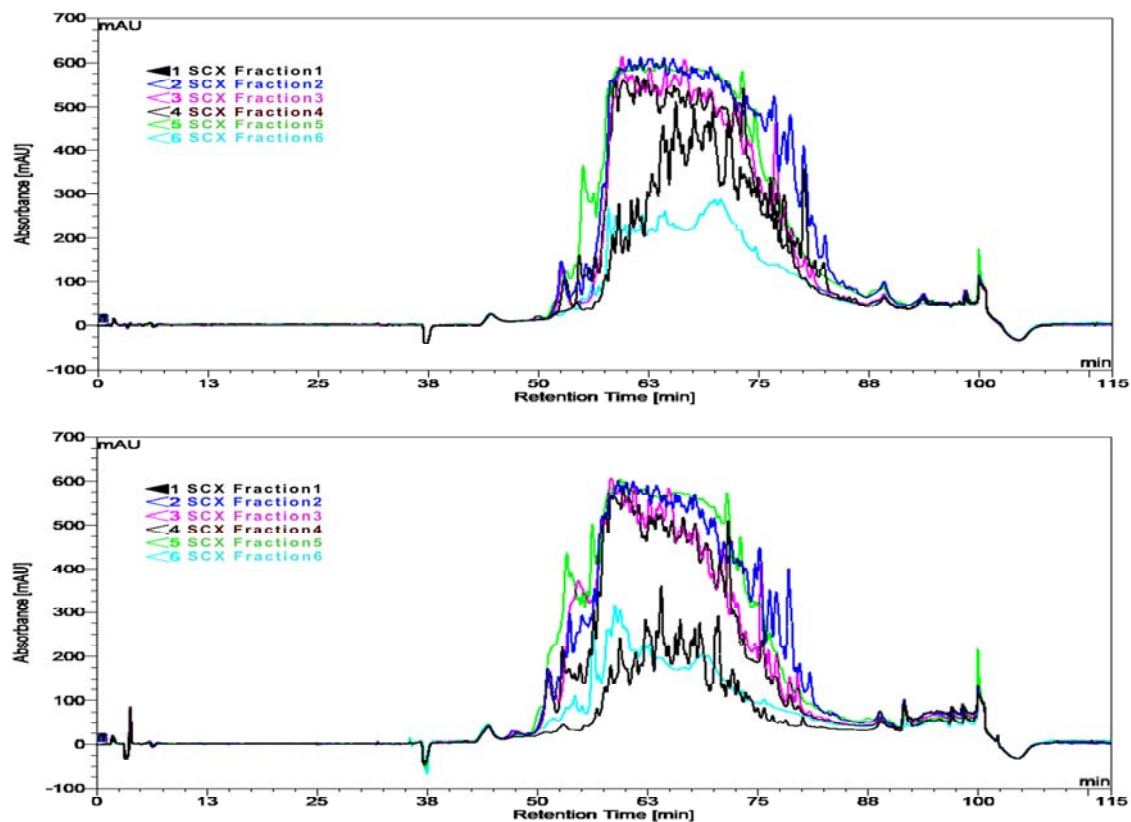 700
mAU
1 SCX Fraction1
2 SCX Fraction2
3 SCX Fraction3
4 SCX Fraction4
5 SCX Fraction5
6 SCX Fraction6
600
500
400
300
200
100
0
-100
Absorbance [mAU]
min
0 13 25 38 50 63 75 88 100 115
Retention Time [min]
700
mAU
1 SCX Fraction1
2 SCX Fraction2
3 SCX Fraction3
4 SCX Fraction4
5 SCX Fraction5
6 SCX Fraction6
600
500
400
300
200
100
0
-100
Absorbance [mAU]
min
0 13 25 38 50 63 75 88 100 115
Retention Time [min]